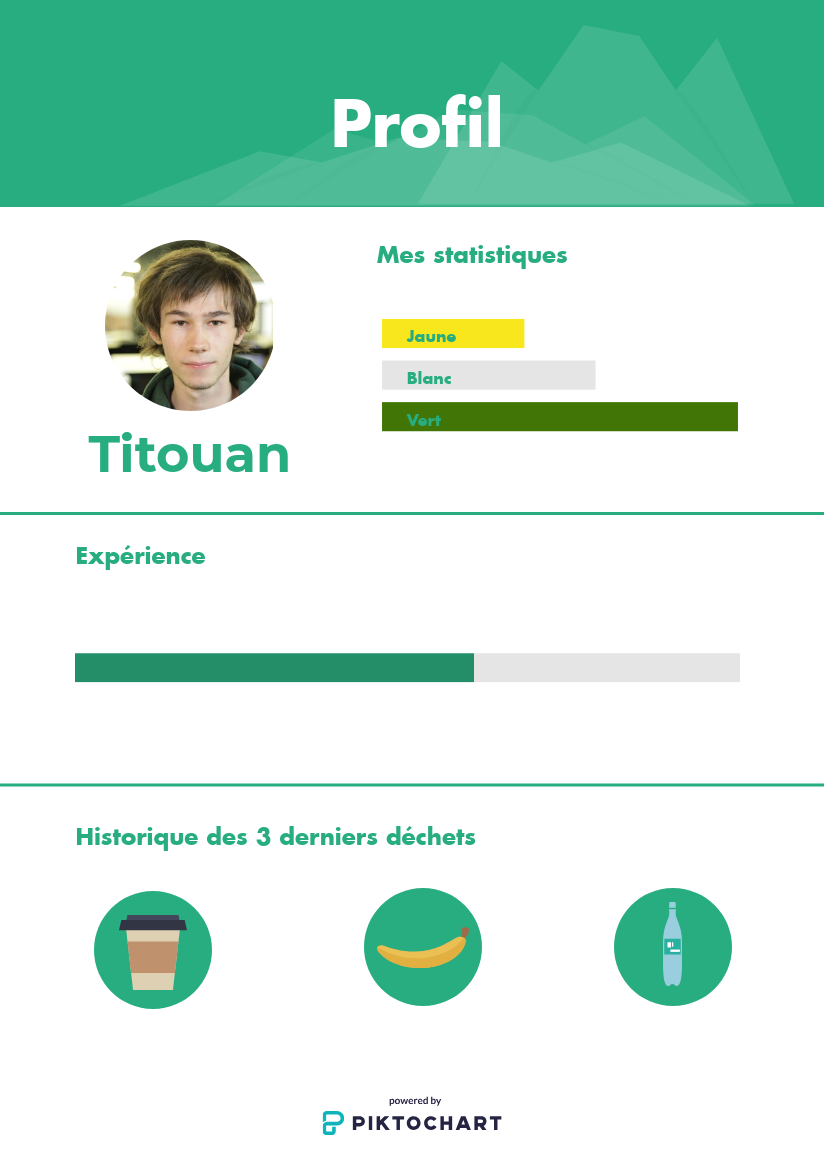 Profil
Titouan
Mes statistiques
Jaune
Blanc
Vert
Expérience
Historique des 3 derniers déchets
powered by
PIKTOCHART